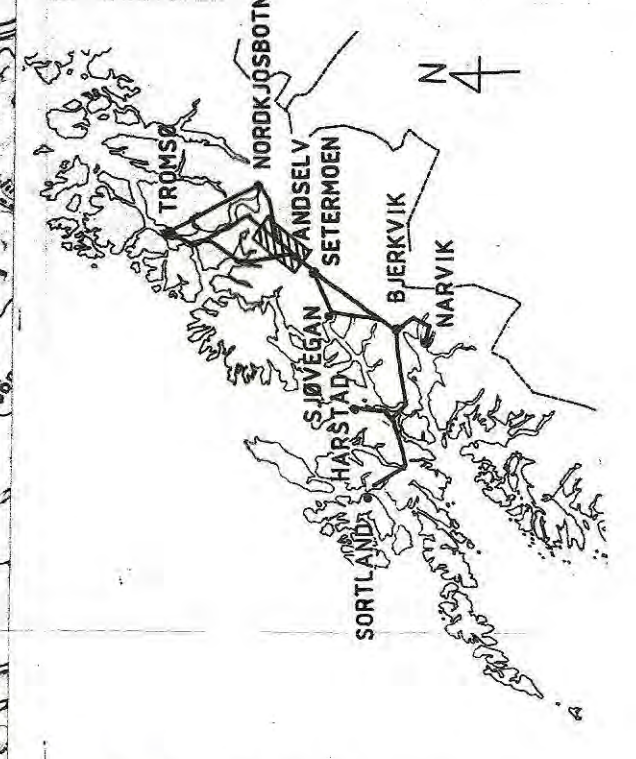 N
TROMSØ
NORDKJOSBOTN
ANDSELV
SETERMOEN
SJØVEGAN
HARSTAD
BJERKVIK
NARVIK
SORTLAND